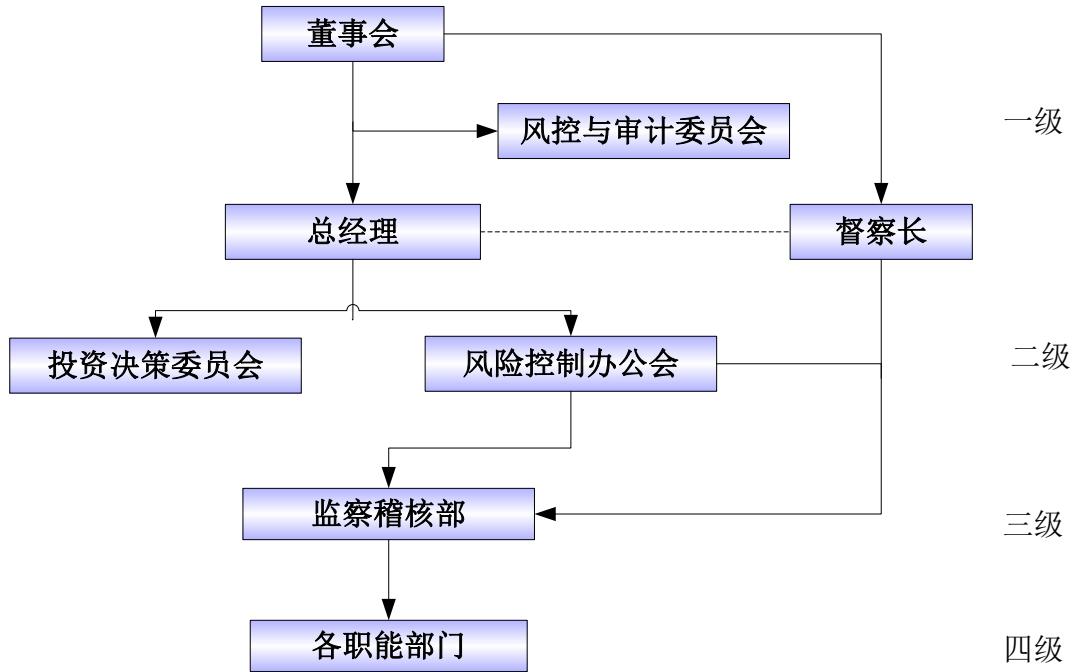 董事会
风控与审计委员会
一级
总经理
督察长
投资决策委员会
风险控制办公会
二级
监察稽核部
三级
各职能部门
四级